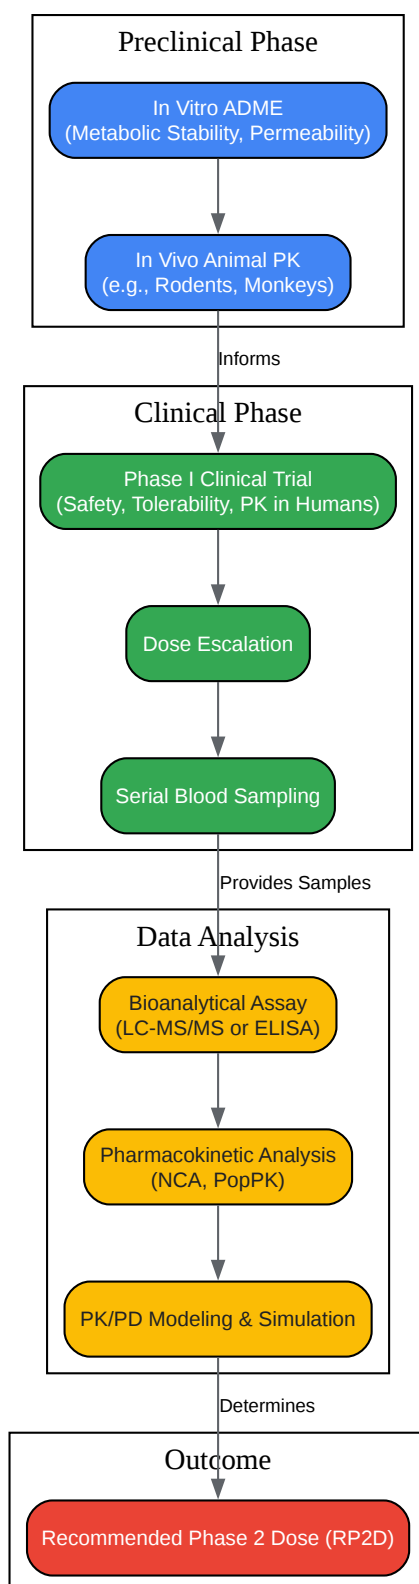 Preclinical Phase
In Vitro ADME
(Metabolic Stability, Permeability)
In Vivo Animal PK
(e.g., Rodents, Monkeys)
Informs
Clinical Phase
Phase I Clinical Trial
(Safety, Tolerability, PK in Humans)
Dose Escalation
Serial Blood Sampling
Provides Samples
Data Analysis
Bioanalytical Assay
(LC-MS/MS or ELISA)
Pharmacokinetic Analysis
(NCA, PopPK)
PK/PD Modeling & Simulation
Determines
Outcome
Recommended Phase 2 Dose (RP2D)